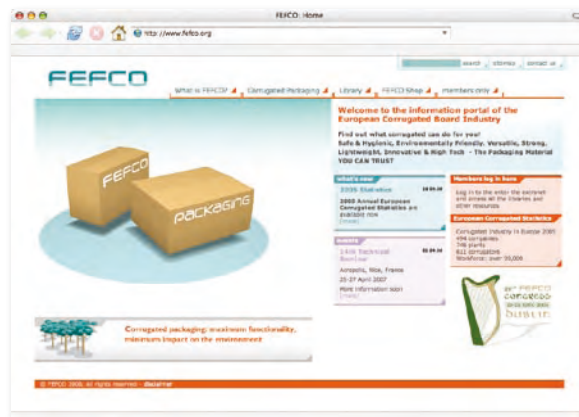 FEFCO: Home
http://www.fefco.org
search sitemap contact us
FEFCO
What is FEFCO? Corrugated Packaging Library FEFCO Shop members only
Welcome to the information portal of the
European Corrugated Board Industry
Find out what corrugated can do for you!
Safe & Hygienic, Environmentally Friendly, Versatile, Strong,
Lightweight, Innovative & High Tech - The Packaging Material
YOU CAN TRUST
FEFCO
PACKAGING
what's new
2005 Statistics
2005 Annual European
Corrugated Statistics are
available now
[more]
events
Seminar
Acropolis, Nice, France
25-27 April 2007
More information soon
[more]
Members log in here
Log in to the enter the extranet
and access all the libraries and
other resources
European Corrugated Statistics
Corrugated industry in Europe 2005
494 companies
workforce: over 90,000
FEFCO
CONGRESS
DUBLIN
Corrugated packaging: maximum functionality,
minimum impact on the environment
© FEFCO 2006, All rights reserved - disclaimer